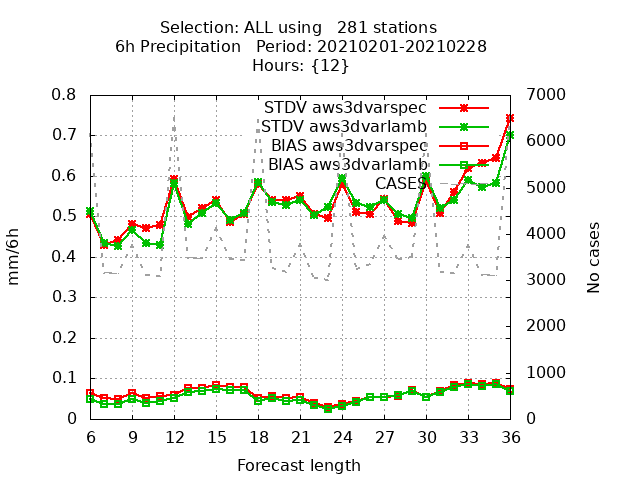 Selection: ALL using   281 stations
6h Precipitation   Period: 20210201-20210228
Hours: {12}
0.8
0.7
0.6
0.5
0.4
0.3
0.2
0.1
0
mm/6h
STDV aws3dvarspec
STDV aws3dvarlamb
BIAS aws3dvarspec
BIAS aws3dvarlamb
CASES
7000
6000
5000
4000
3000
2000
1000
0
No cases
6 9 12 15 18 21 24 27 30 33 36
Forecast length